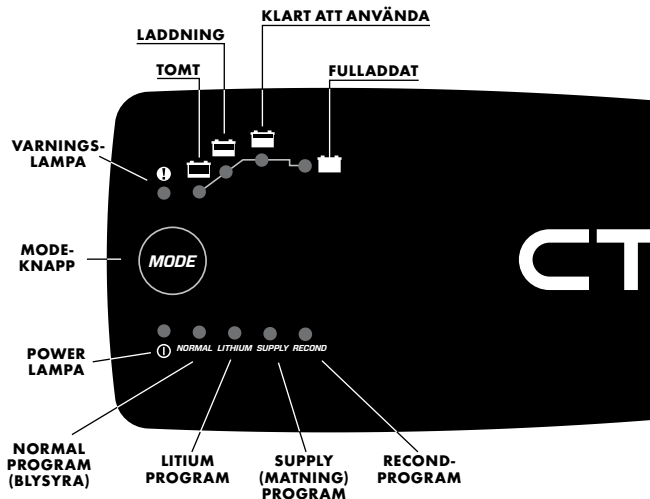 KLART ATT ANVÄNDA
LADDNING
TOMT
FULLADDAT
VARNINGS-
LAMPA
MODE-
KNAPP
MODE
CT
POWER
LAMPA
NORMAL LITHIUM SUPPLY RECOND
NORMAL
PROGRAM
(BLYSYRA)
LITIUM
PROGRAM
SUPPLY
(MATNING)
PROGRAM
RECOND-
PROGRAM